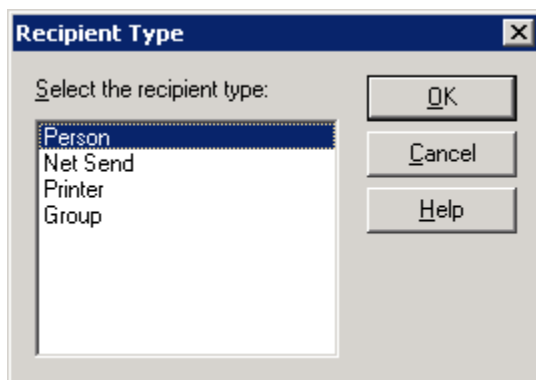 Recipient Type
Select the recipient type:
Person
Net Send
Printer
Group
OK
Cancel
Help